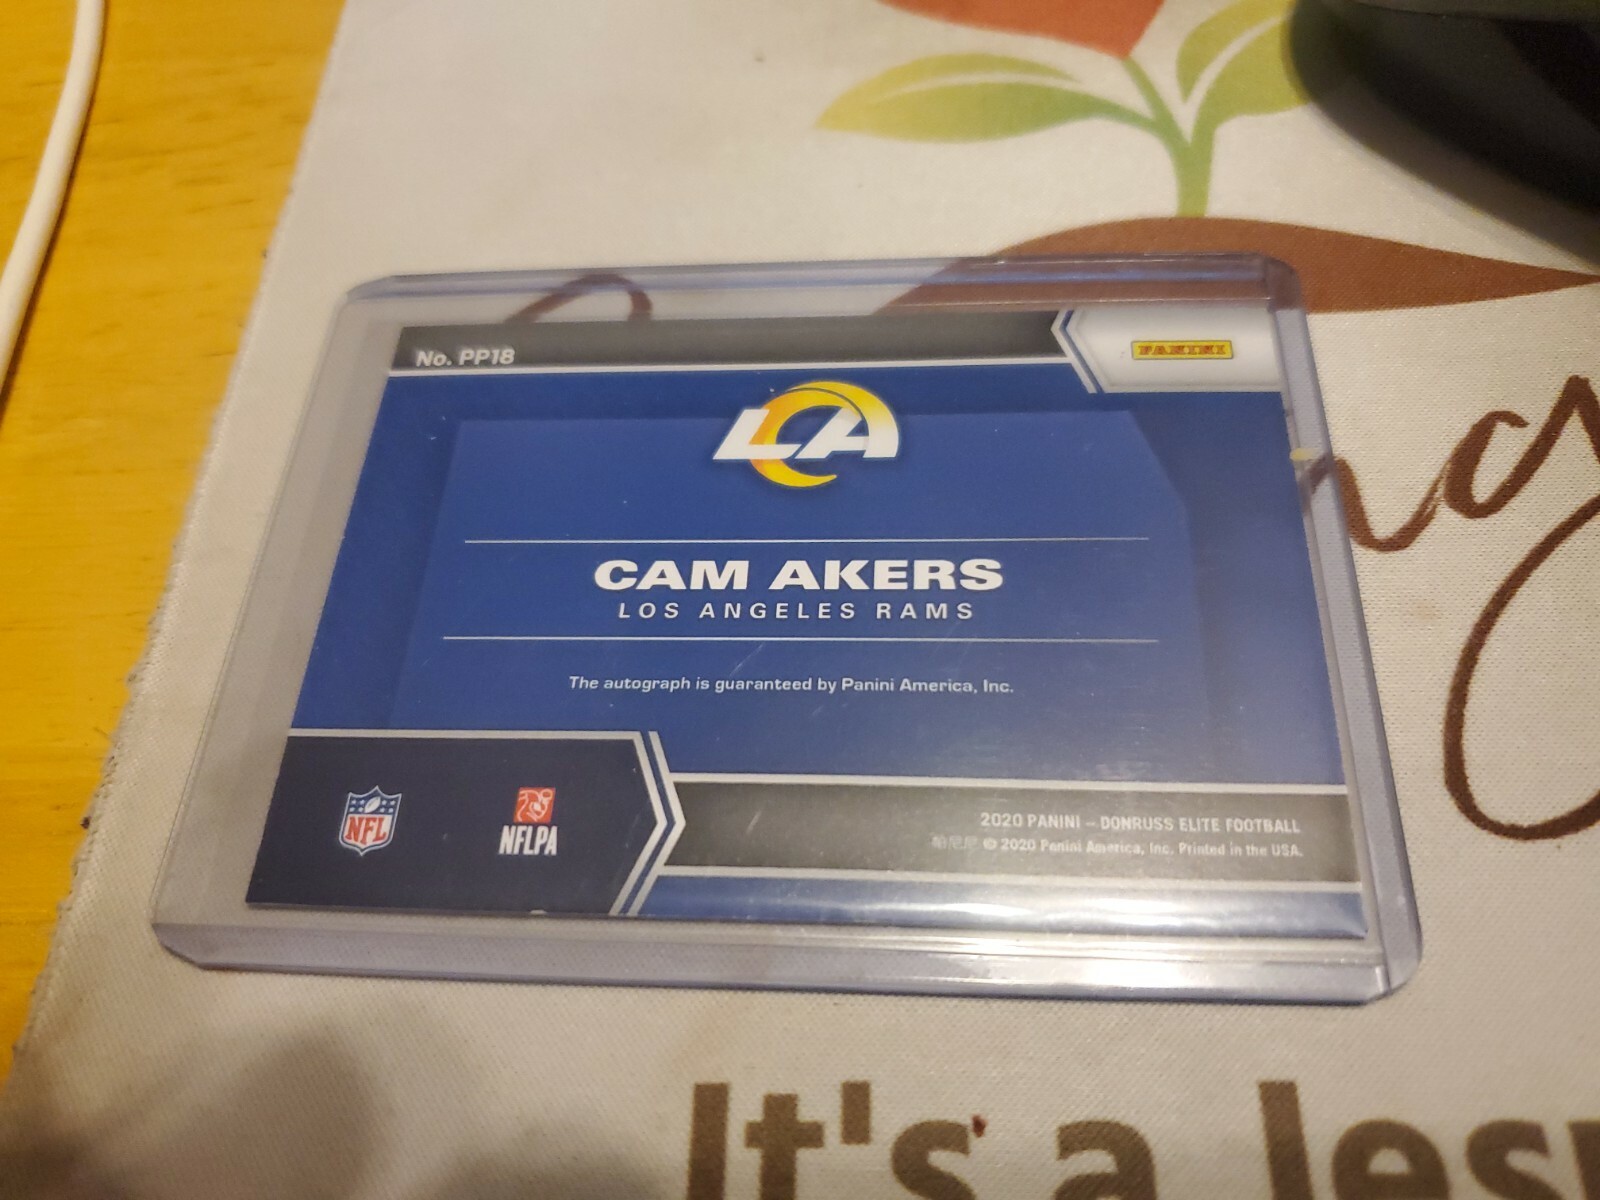 No. PP18
PANINI
LA
CAM AKERS
LOS ANGELES RAMS
The autograph is guaranteed by Panini America, Inc.
NFL
NFLPA
2020 PANINI – DONRUSS ELITE FOOTBALL
© 2020 Panini America, Inc. Printed in the USA.
It's a